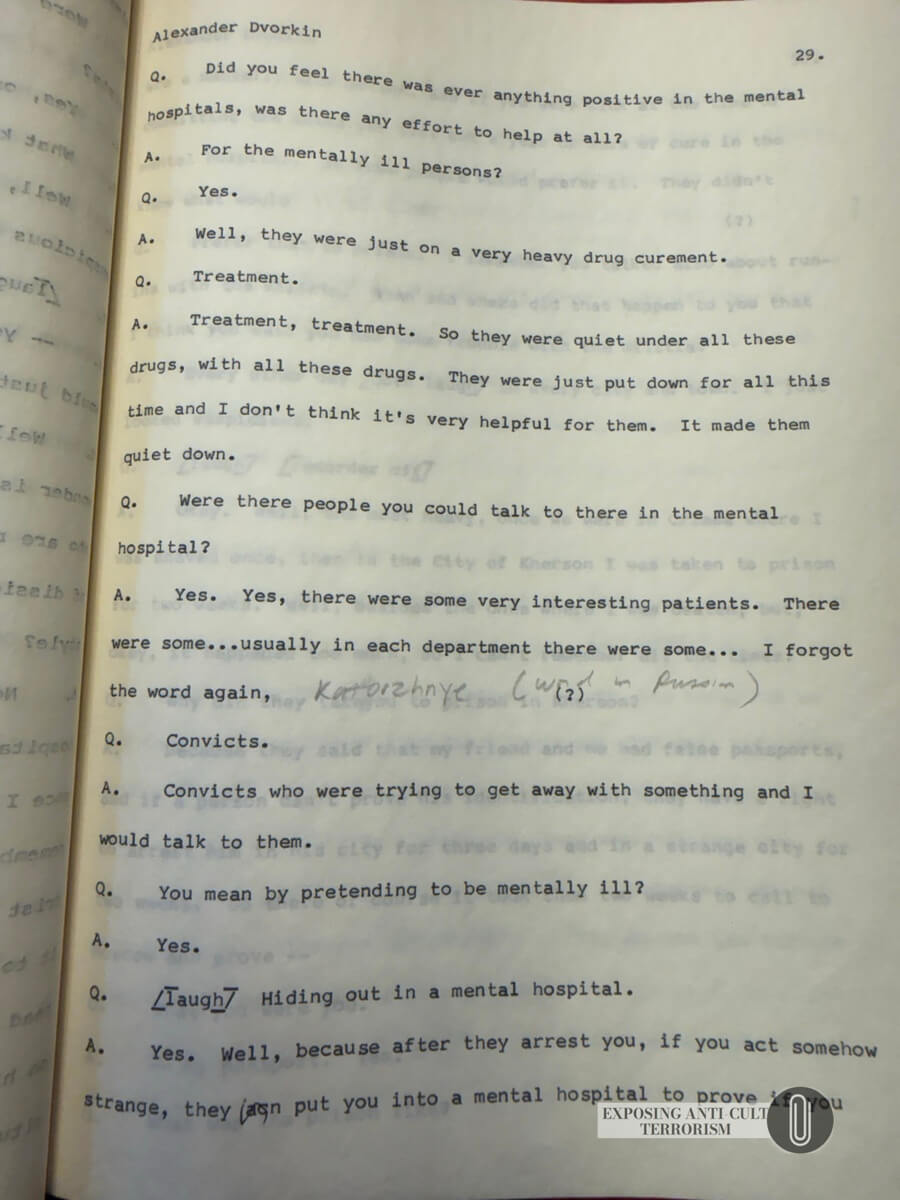 Alexander Dvorkin
29.
Q. Did you feel there was ever anything positive in the mental
hospitals, was there any effort to help at all?
A. For the mentally ill persons?
Q. Yes.
A. Well, they were just on a very heavy drug curement.
Q. Treatment.
A. Treatment, treatment. So they were quiet under all these
drugs, with all these drugs. They were just put down for all this
time and I don't think it's very helpful for them. It made them
quiet down.
Q. Were there people you could talk to there in the mental
hospital?
A. Yes. Yes, there were some very interesting patients. There
were some...usually in each department there were some... I forgot
the word again, Katorzhnye (word in Russian) (?)
Q. Convicts.
A. Convicts who were trying to get away with something and I
would talk to them.
Q. You mean by pretending to be mentally ill?
A. Yes.
Q. [laugh] Hiding out in a mental hospital.
A. Yes. Well, because after they arrest you, if you act somehow
strange, they can put you into a mental hospital to prove if you
EXPOSING ANTI-CULT
TERRORISM